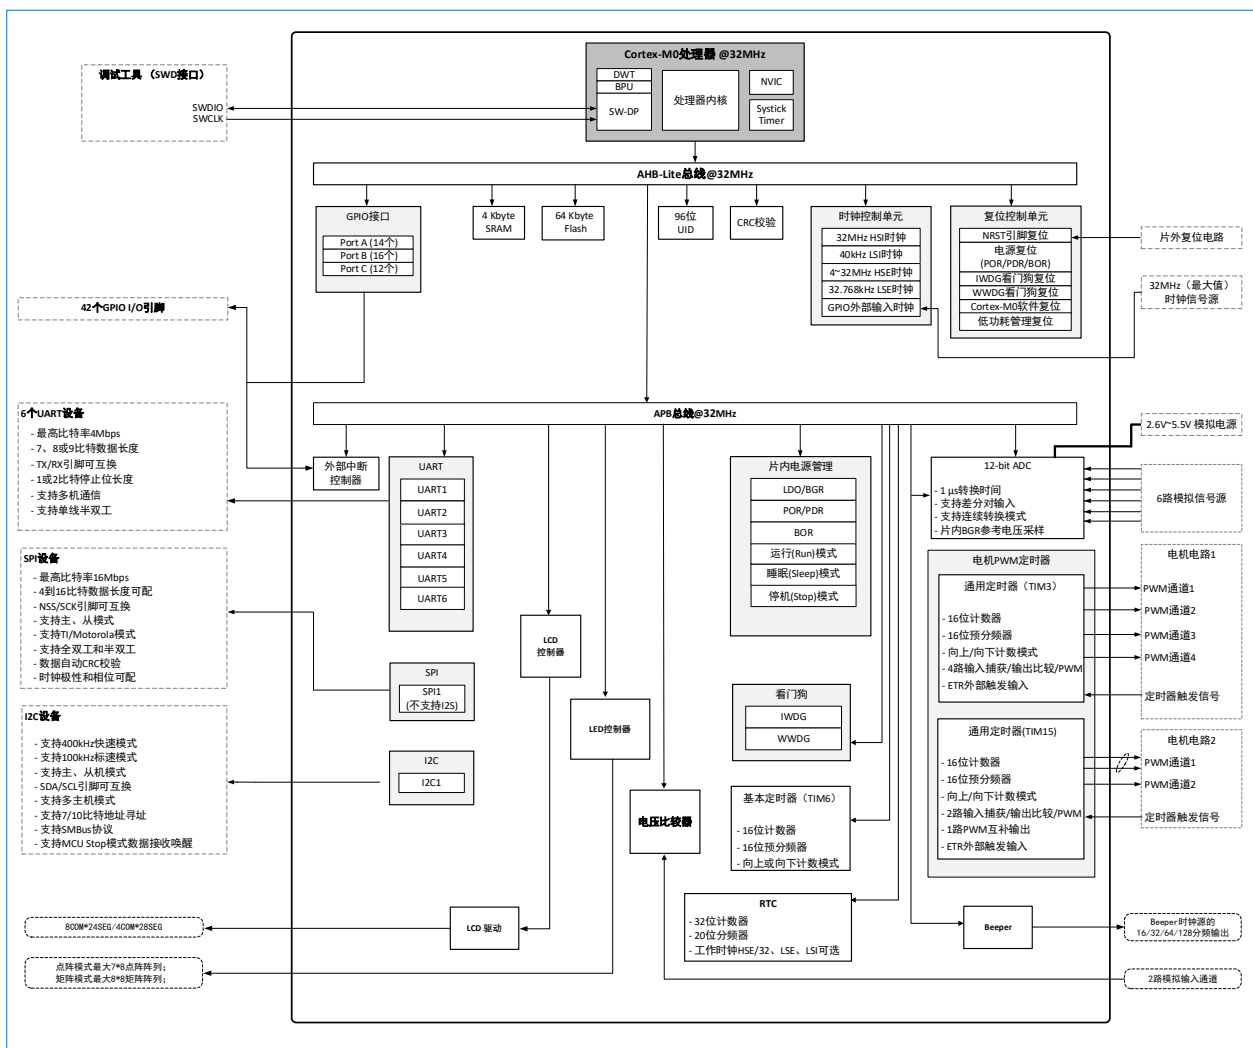 Cortex-M0处理器 @32MHz
DWT
BPU
SW-DP
处理器内核
NVIC
Systick
Timer
调试工具 （SWD接口）
SWDIO
SWCLK
AHB-Lite总线@32MHz
GPIO接口
Port A (14个)
Port B (16个)
Port C (12个)
4 Kbyte
SRAM
64 Kbyte
Flash
96位
UID
CRC校验
时钟控制单元
32MHz HSI时钟
40kHz LSI时钟
4~32MHz HSE时钟
32.768kHz LSE时钟
GPIO外部输入时钟
复位控制单元
NRST引脚复位
电源复位
(POR/PDR/BOR)
IWDG看门狗复位
WWDG看门狗复位
Cortex-M0软件复位
低功耗管理复位
片外复位电路
32MHz（最大值）
时钟信号源
42个GPIO I/O引脚
APB总线@32MHz
6个UART设备
- 最高比特率4Mbps
- 7、8或9比特数据长度
- TX/RX引脚可互换
- 1或2比特停止位长度
- 支持多机通信
- 支持单线半双工
外部中断
控制器
UART
UART1
UART2
UART3
UART4
UART5
UART6
片内电源管理
LDO/BGR
POR/PDR
BOR
运行(Run)模式
睡眠(Sleep)模式
停机(Stop)模式
12-bit ADC
- 1 μs转换时间
- 支持差分对输入
- 支持连续转换模式
- 片内BGR参考电压采样
2.6V~5.5V 模拟电源
6路模拟信号源
SPI设备
- 最高比特率16Mbps
- 4到16比特数据长度可配
- NSS/SCK引脚可互换
- 支持主、从模式
- 支持TI/Motorola模式
- 支持全双工和半双工
- 数据自动CRC校验
- 时钟极性和相位可配
SPI
SPI1
(不支持I2S)
LCD
控制器
LED控制器
看门狗
IWDG
WWDG
电机PWM定时器
通用定时器（TIM3）
- 16位计数器
- 16位预分频器
- 向上/向下计数模式
- 4路输入捕获/输出比较/PWM
- ETR外部触发输入
电机电路1
PWM通道1
PWM通道2
PWM通道3
PWM通道4
定时器触发信号
I2C设备
- 支持400kHz快速模式
- 支持100kHz标速模式
- 支持主、从机模式
- SDA/SCL引脚可互换
- 支持多主机模式
- 支持7/10比特地址寻址
- 支持SMBus协议
- 支持MCU Stop模式数据接收唤醒
I2C
I2C1
电压比较器
基本定时器（TIM6）
- 16位计数器
- 16位预分频器
- 向上或向下计数模式
通用定时器(TIM15)
- 16位计数器
- 16位预分频器
- 向上/向下计数模式
- 2路输入捕获/输出比较/PWM
- 1路PWM互补输出
- ETR外部触发输入
电机电路2
PWM通道1
PWM通道2
定时器触发信号
RTC
- 32位计数器
- 20位分频器
- 工作时钟HSE/32、LSE、LSI可选
8COM*24SEG/4COM*28SEG
LCD 驱动
Beeper
Beeper 时钟源的
16/32/64/128分频输出
点阵模式最大7*8点阵阵列；
矩阵模式最大8*8矩阵阵列；
2路模拟输入通道